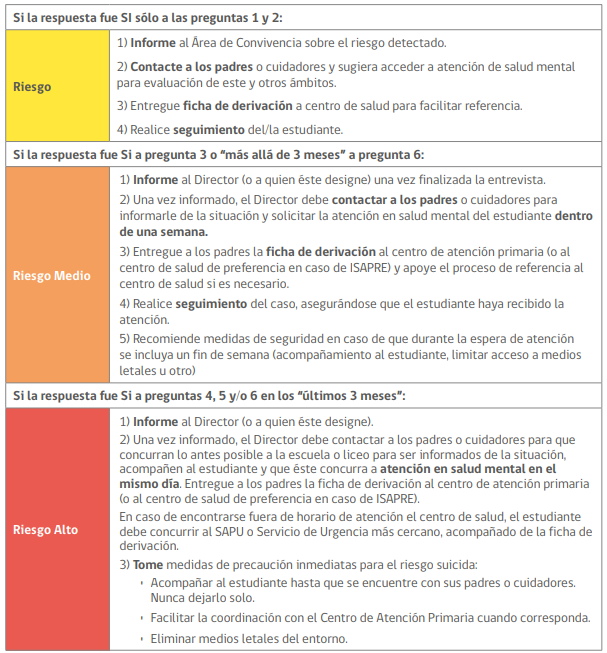 Si la respuesta fue SI sólo a las preguntas 1 y 2:
Riesgo
1) Informe al Área de Convivencia sobre el riesgo detectado.
2) Contacte a los padres o cuidadores y sugiera acceder a atención de salud mental
para evaluación de este y otros ámbitos.
3) Entregue ficha de derivación a centro de salud para facilitar referencia.
4) Realice seguimiento del/la estudiante.
Si la respuesta fue Si a pregunta 3 o “más allá de 3 meses” a pregunta 6:
Riesgo Medio
1) Informe al Director (o a quien éste designe) una vez finalizada la entrevista.
2) Una vez informado, el Director debe contactar a los padres o cuidadores para
informarle de la situación y solicitar la atención en salud mental del estudiante dentro
de una semana.
3) Entregue a los padres la ficha de derivación al centro de atención primaria (o al
centro de salud de preferencia en caso de ISAPRE) y apoye el proceso de referencia al
centro de salud si es necesario.
4) Realice seguimiento del caso, asegurándose que el estudiante haya recibido la
atención.
5) Recomiende medidas de seguridad en caso de que durante la espera de atención
se incluya un fin de semana (acompañamiento al estudiante, limitar acceso a medios
letales u otro)
Si la respuesta fue Si a preguntas 4, 5 y/o 6 en los “últimos 3 meses”:
Riesgo Alto
1) Informe al Director (o a quien éste designe).
2) Una vez informado, el Director debe contactar a los padres o cuidadores para que
concurran lo antes posible a la escuela o liceo para ser informados de la situación,
acompañen al estudiante y que éste concurra a atención en salud mental en el
mismo día. Entregue a los padres la ficha de derivación al centro de atención primaria
(o al centro de salud de preferencia en caso de ISAPRE).
En caso de encontrarse fuera de horario de atención el centro de salud, el estudiante
debe concurrir al SAPU o Servicio de Urgencia más cercano, acompañado de la ficha de
derivación.
3) Tome medidas de precaución inmediatas para el riesgo suicida:
· Acompañar al estudiante hasta que se encuentre con sus padres o cuidadores.
Nunca dejarlo solo.
· Facilitar la coordinación con el Centro de Atención Primaria cuando corresponda.
· Eliminar medios letales del entorno.